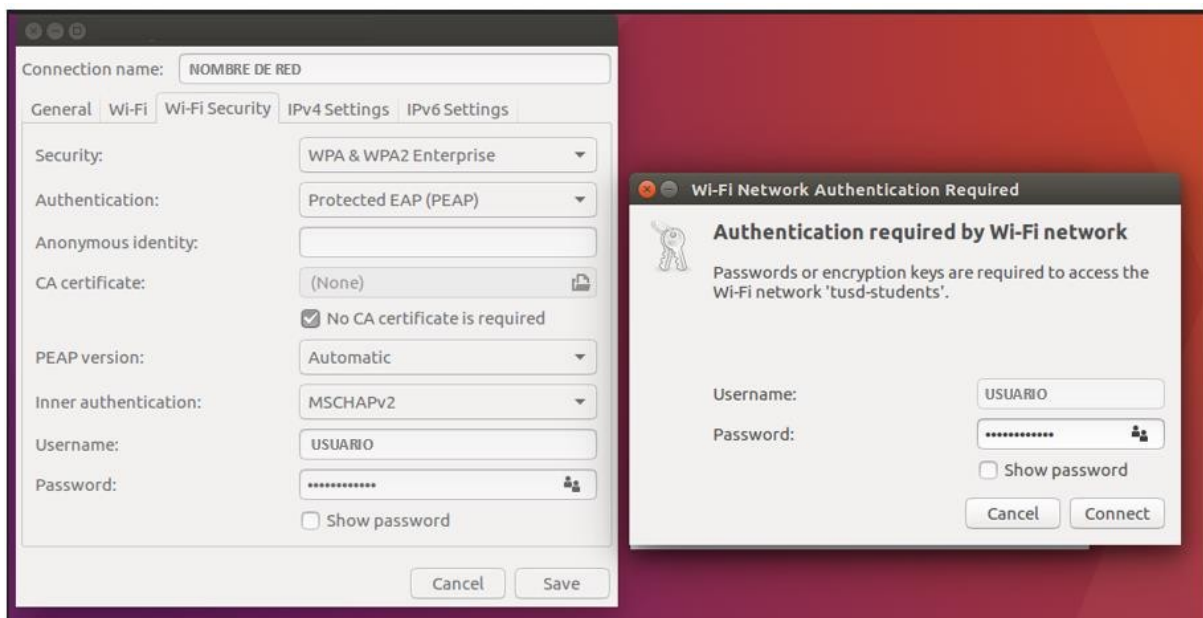 Connection name: NOMBRE DE RED
General Wi-Fi Wi-Fi Security IPv4 Settings IPv6 Settings
Security: WPA & WPA2 Enterprise
Authentication: Protected EAP (PEAP)
Anonymous identity:
CA certificate: (None)
No CA certificate is required
PEAP version: Automatic
Inner authentication: MSCHAPv2
Username: USUARIO
Password: ••••••••••••
Show password
Cancel Save
Wi-Fi Network Authentication Required
Authentication required by Wi-Fi network
Passwords or encryption keys are required to access the
Wi-Fi network 'tusd-students'.
Username: USUARIO
Password: ••••••••••••
Show password
Cancel Connect